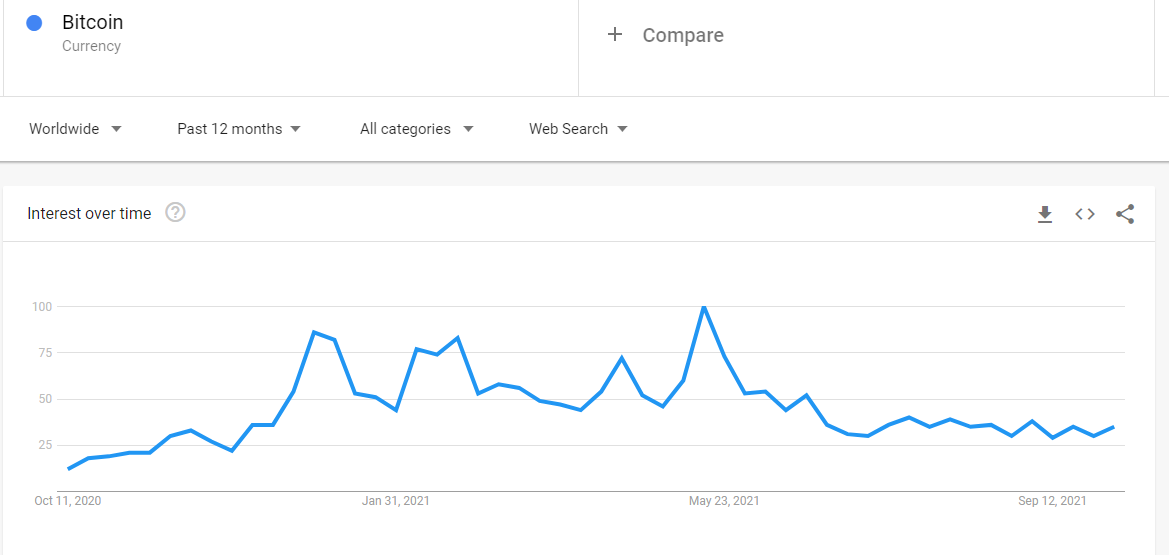 Bitcoin
Currency
+ Compare
Worldwide Past 12 months All categories Web Search
Interest over time ?
100
75
50
25
Oct 11, 2020 Jan 31, 2021 May 23, 2021 Sep 12, 2021